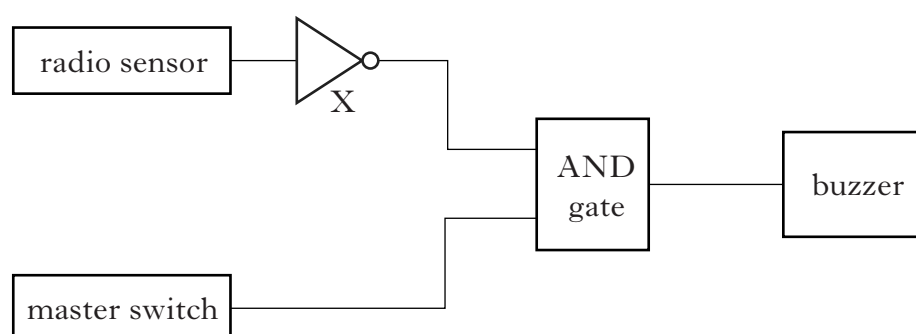 radio sensor
X
AND
gate
buzzer
master switch